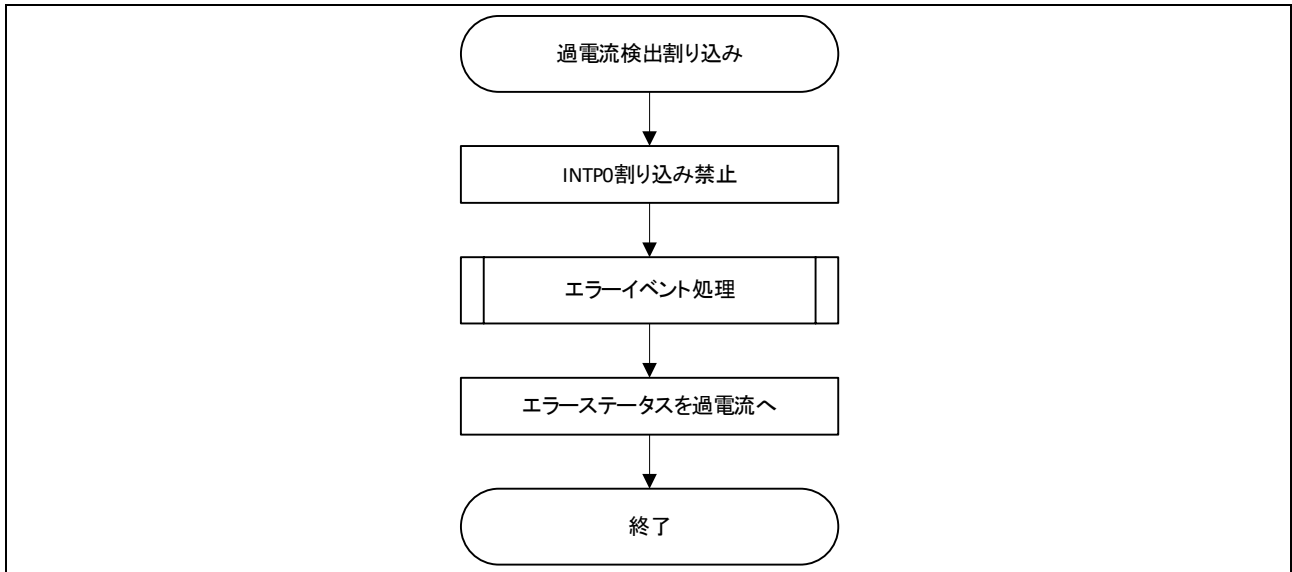 過電流検出割り込み
INTP0割り込み禁止
エラーイベント処理
エラーステータスを過電流へ
終了